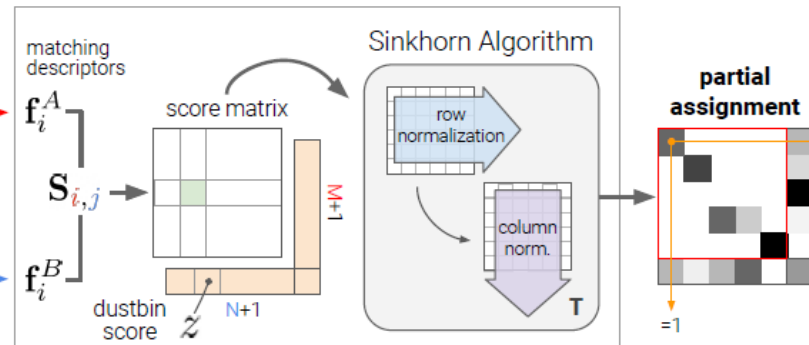 matching
descriptors
f_i^A
S_{i,j}
f_i^B
score matrix
M+1
dustbin
score z
N+1
Sinkhorn Algorithm
row
normalization
column
norm.
T
partial
assignment
=1